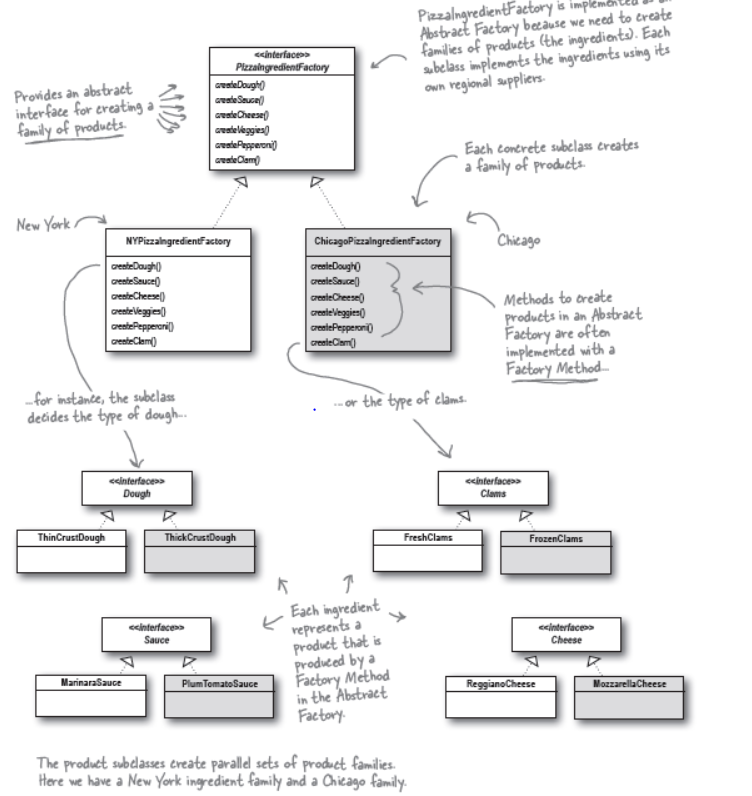 PizzaIngredientFactory is implemented as an
Abstract Factory because we need to create
families of products (the ingredients). Each
subclass implements the ingredients using its
own regional suppliers.
<<interface>>
PizzaIngredientFactory
createDough()
createSauce()
createCheese()
createVeggies()
createPepperoni()
createClam()
Provides an abstract
interface for creating a
family of products.
Each concrete subclass creates
a family of products.
New York
NYPizzaIngredientFactory
createDough()
createSauce()
createCheese()
createVeggies()
createPepperoni()
createClam()
ChicagoPizzaIngredientFactory
createDough()
createSauce()
createCheese()
createVeggies()
createPepperoni()
createClam()
Chicago
Methods to create
products in an Abstract
Factory are often
implemented with a
Factory Method...
...for instance, the subclass
decides the type of dough...
...or the type of clams.
<<interface>>
Dough
ThinCrustDough
ThickCrustDough
<<interface>>
Clams
FreshClams
FrozenClams
Each ingredient
represents a
product that is
produced by a
Factory Method
in the Abstract
Factory.
<<interface>>
Sauce
MarinaraSauce
PlumTomatoSauce
<<interface>>
Cheese
ReggianoCheese
MozzarellaCheese
The product subclasses create parallel sets of product families.
Here we have a New York ingredient family and a Chicago family.